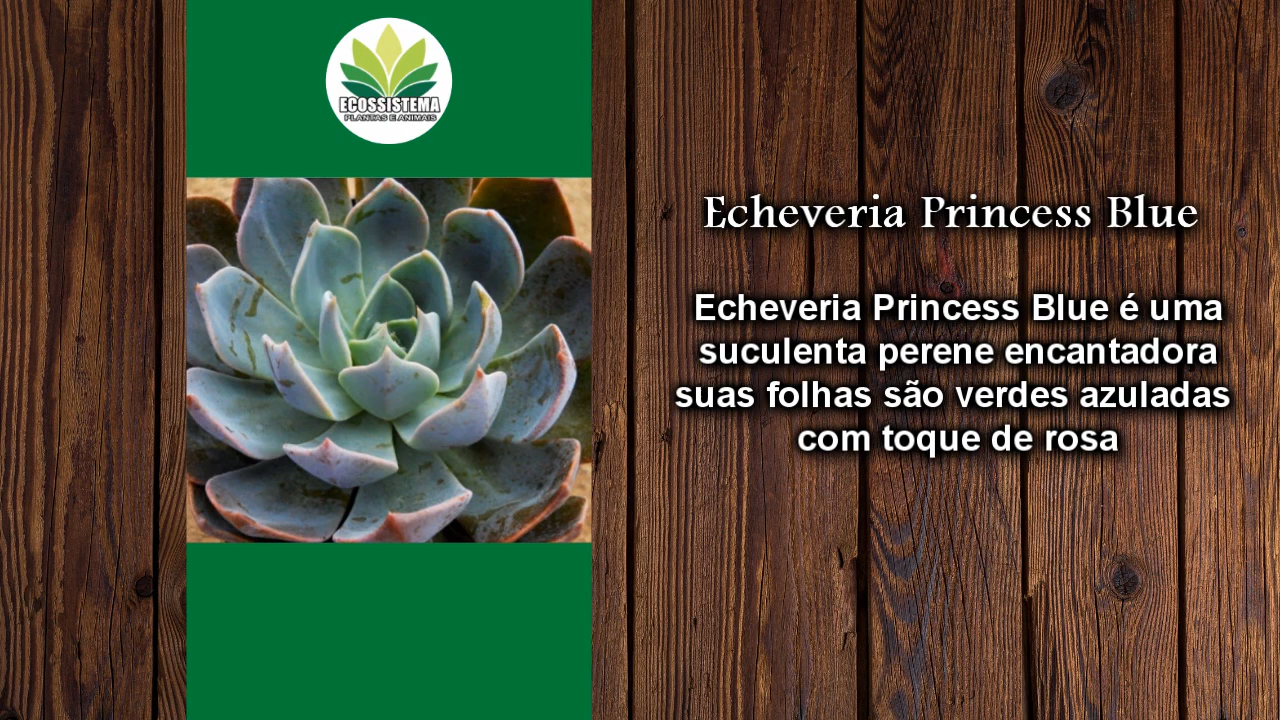 ECOSSISTEMA
PLANTAS E ANIMAIS
Echeveria Princess Blue
Echeveria Princess Blue é uma
suculenta perene encantadora
suas folhas são verdes azuladas
com toque de rosa